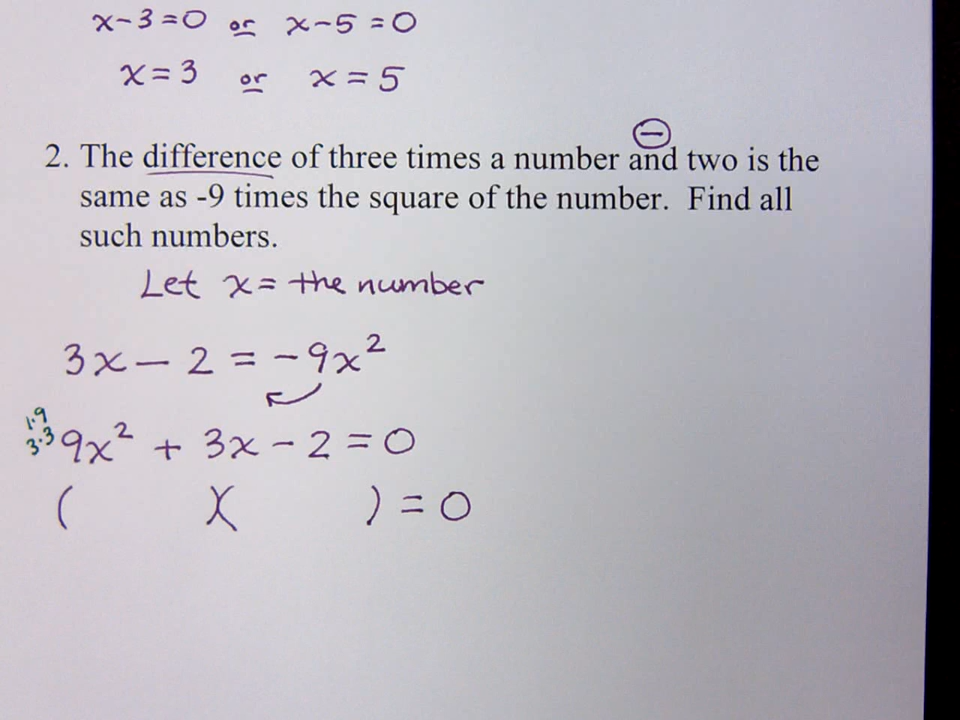 x-3=0 or x-5=0
x=3 or x=5
⊖
2. The difference of three times a number and two is the
same as -9 times the square of the number. Find all
such numbers.
Let x= the number
3x-2=-9x²
1·9
3·3
9x²+3x-2=0
(        )(        )=0